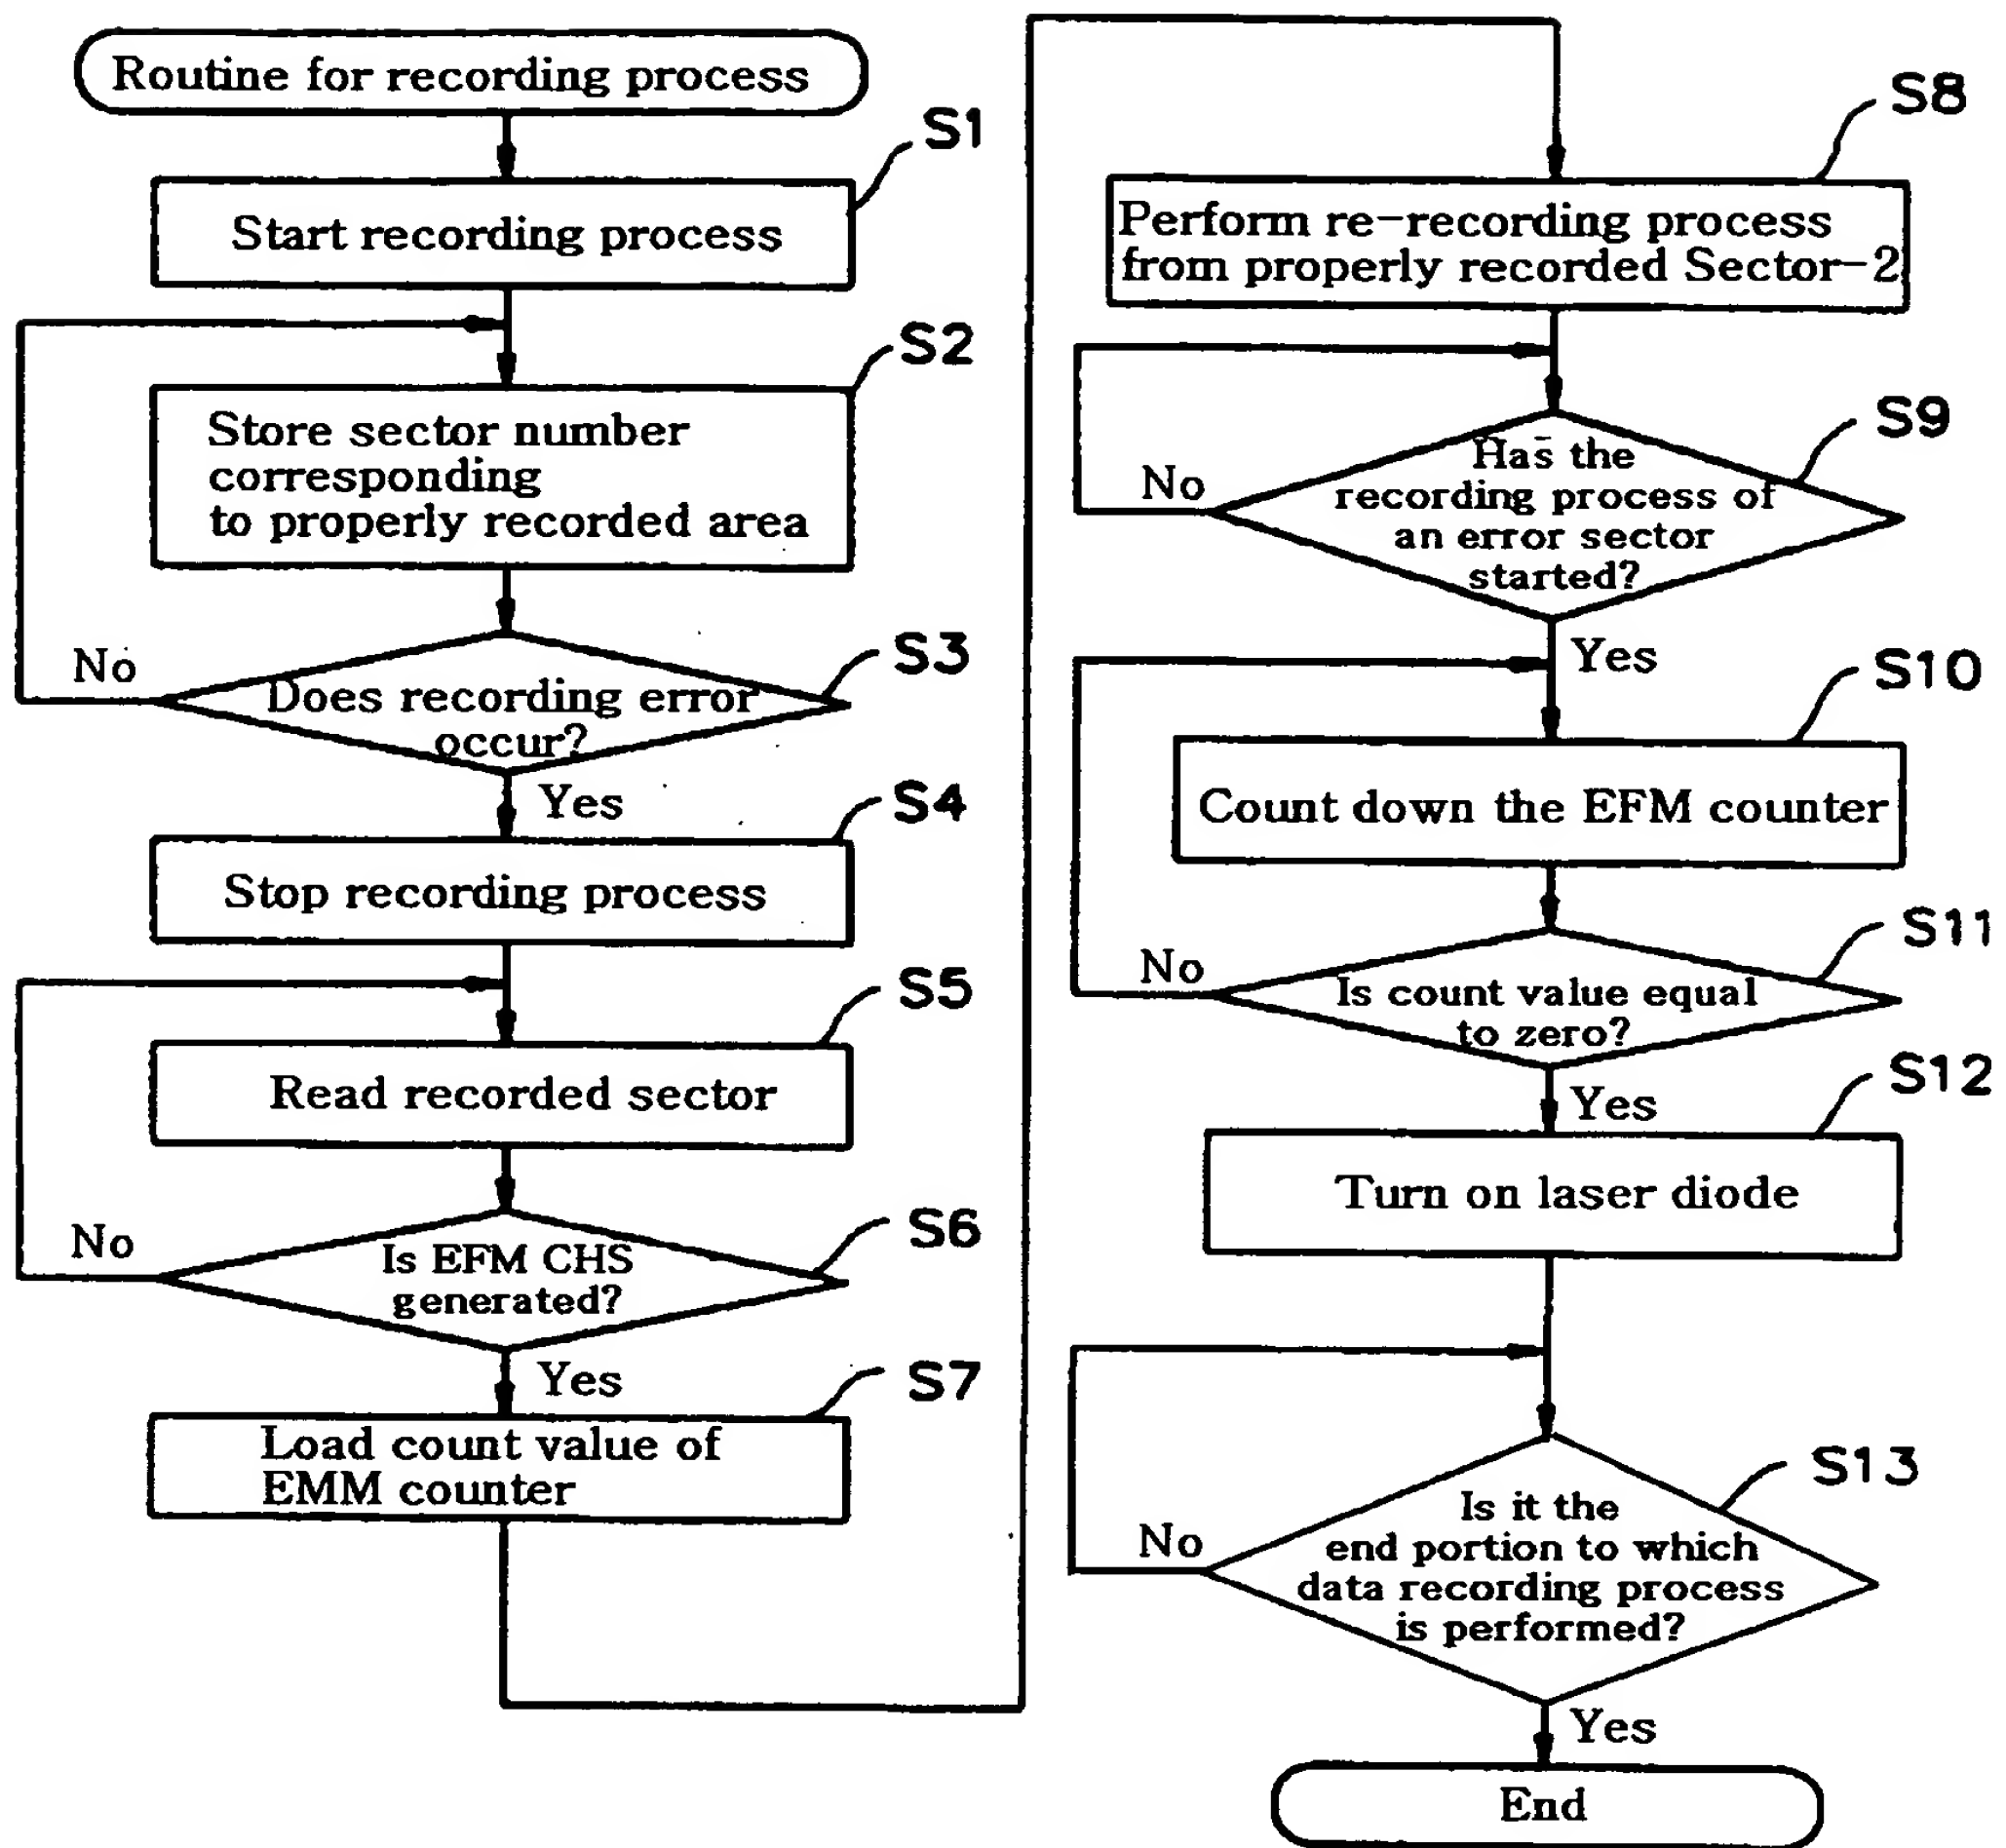 Routine for recording process
S1
Start recording process
S2
Store sector number
corresponding
to properly recorded area
S3
No
Does recording error
occur?
Yes
S4
Stop recording process
S5
Read recorded sector
S6
No
Is EFM CHS
generated?
Yes
S7
Load count value of
EMM counter
S8
Perform re-recording process
from properly recorded Sector-2
S9
No
Has the
recording process of
an error sector
started?
Yes
S10
Count down the EFM counter
S11
No
Is count value equal
to zero?
Yes
S12
Turn on laser diode
S13
No
Is it the
end portion to which
data recording process
is performed?
Yes
End